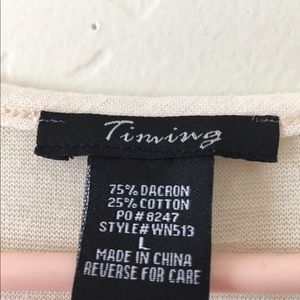 Timing
75% DACRON
25% COTTON
PO#8247
STYLE#WN513
L
MADE IN CHINA
REVERSE FOR CARE